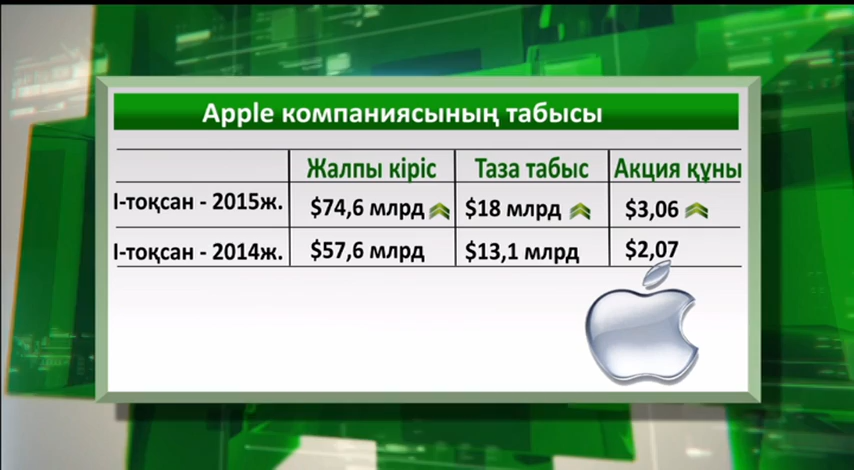 Apple компаниясының табысы
Жалпы кіріс Таза табыс Акция құны
І-тоқсан - 2015ж. $74,6 млрд $18 млрд $3,06
І-тоқсан - 2014ж. $57,6 млрд $13,1 млрд $2,07